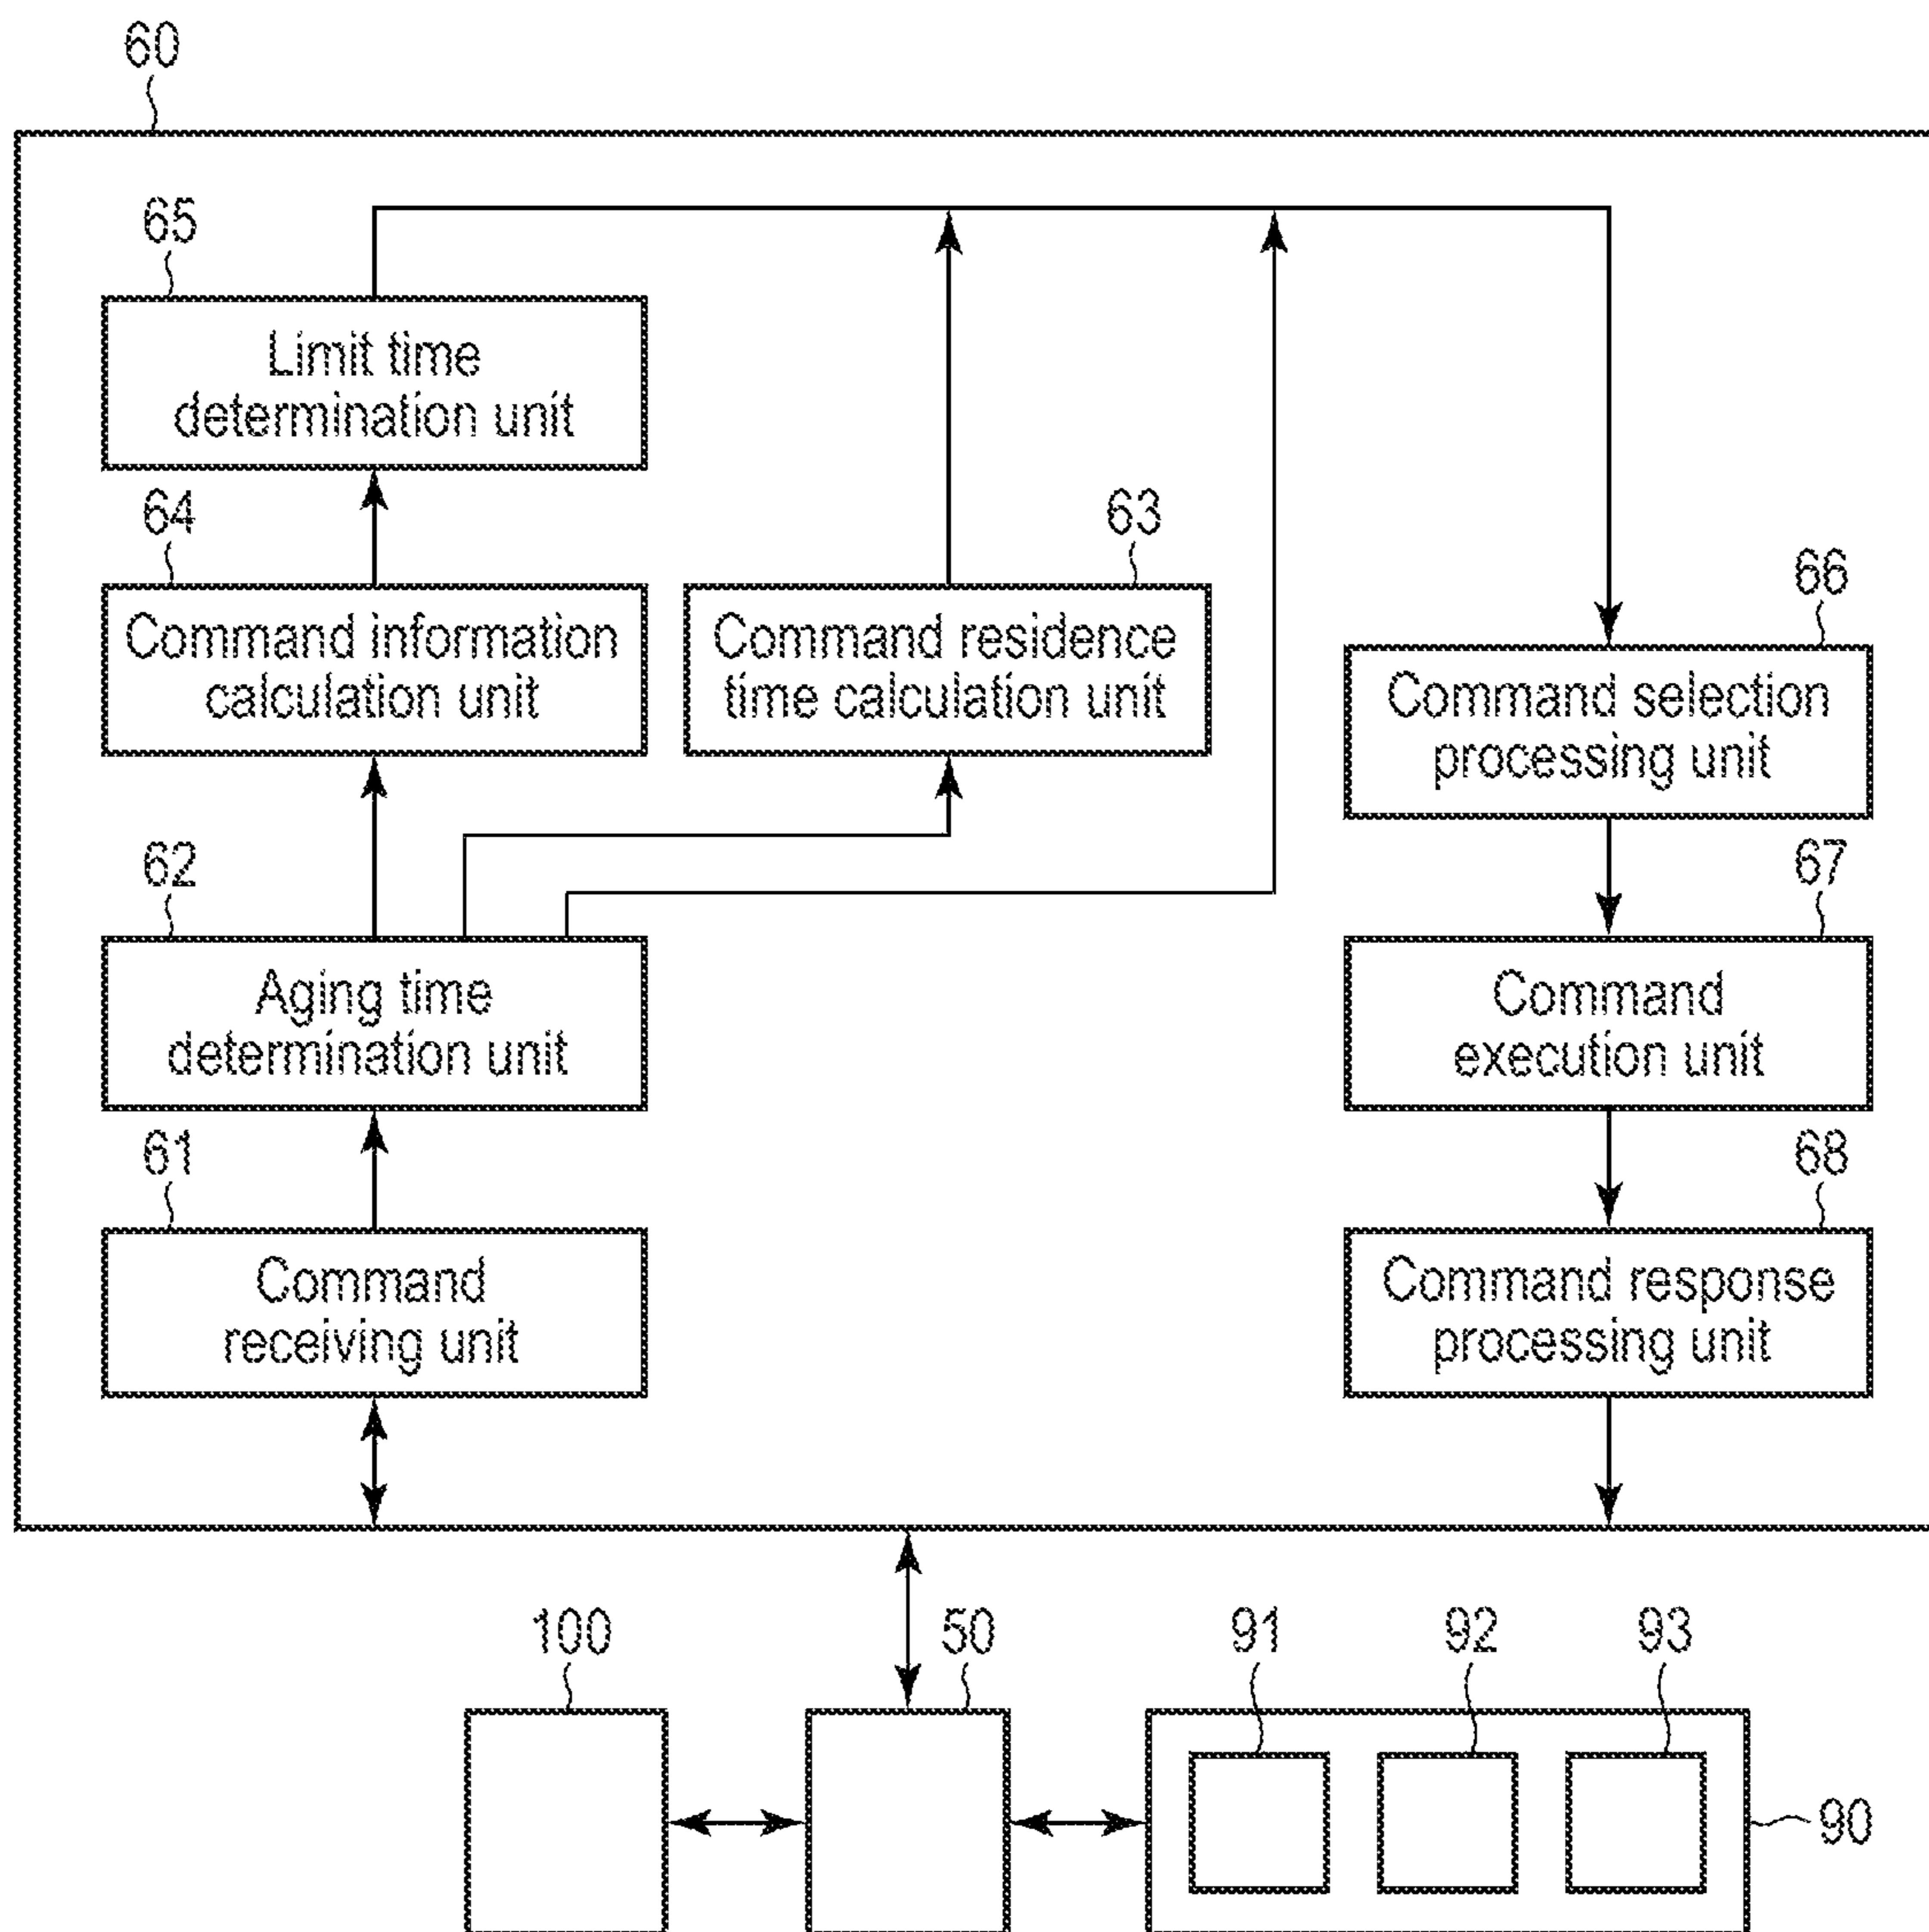 60
65
Limit time
determination unit
64
Command information
calculation unit
63
Command residence
time calculation unit
66
Command selection
processing unit
62
Aging time
determination unit
67
Command
execution unit
61
Command
receiving unit
68
Command response
processing unit
100
50
91
92
93
90